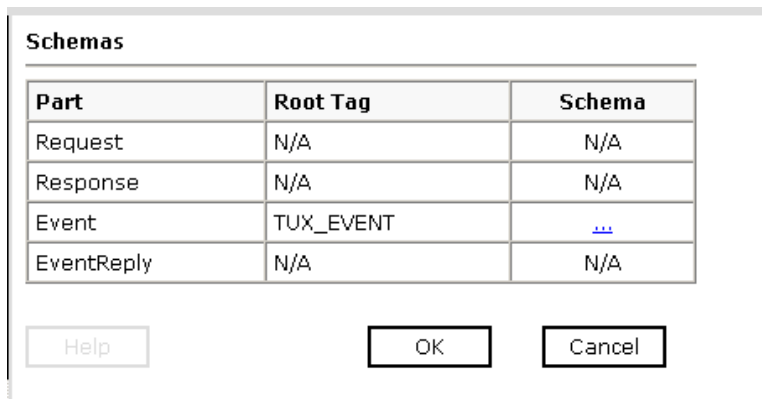 Schemas
Part Root Tag Schema
Request N/A N/A
Response N/A N/A
Event TUX_EVENT ...
EventReply N/A N/A
Help OK Cancel